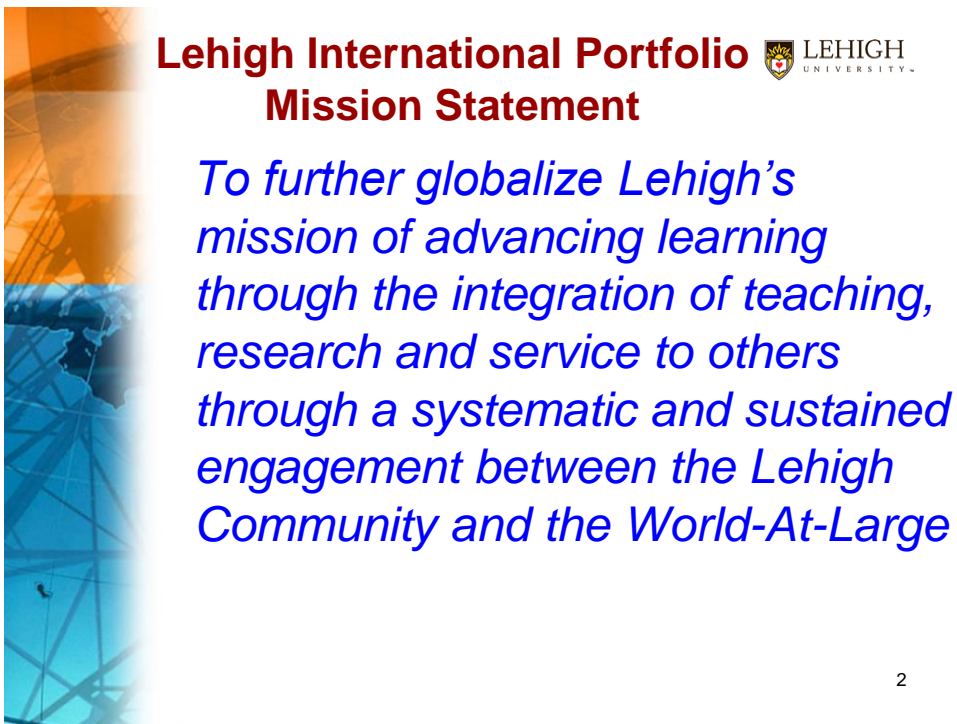 Lehigh International Portfolio
Mission Statement
LEHIGH
UNIVERSITY™
To further globalize Lehigh’s
mission of advancing learning
through the integration of teaching,
research and service to others
through a systematic and sustained
engagement between the Lehigh
Community and the World-At-Large
2